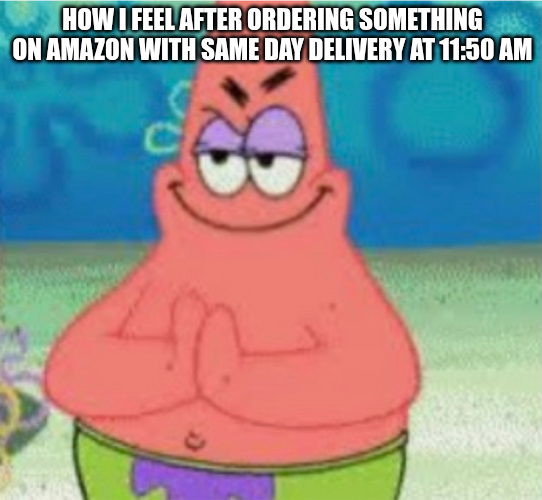 HOW I FEEL AFTER ORDERING SOMETHING
ON AMAZON WITH SAME DAY DELIVERY AT 11:50 AM